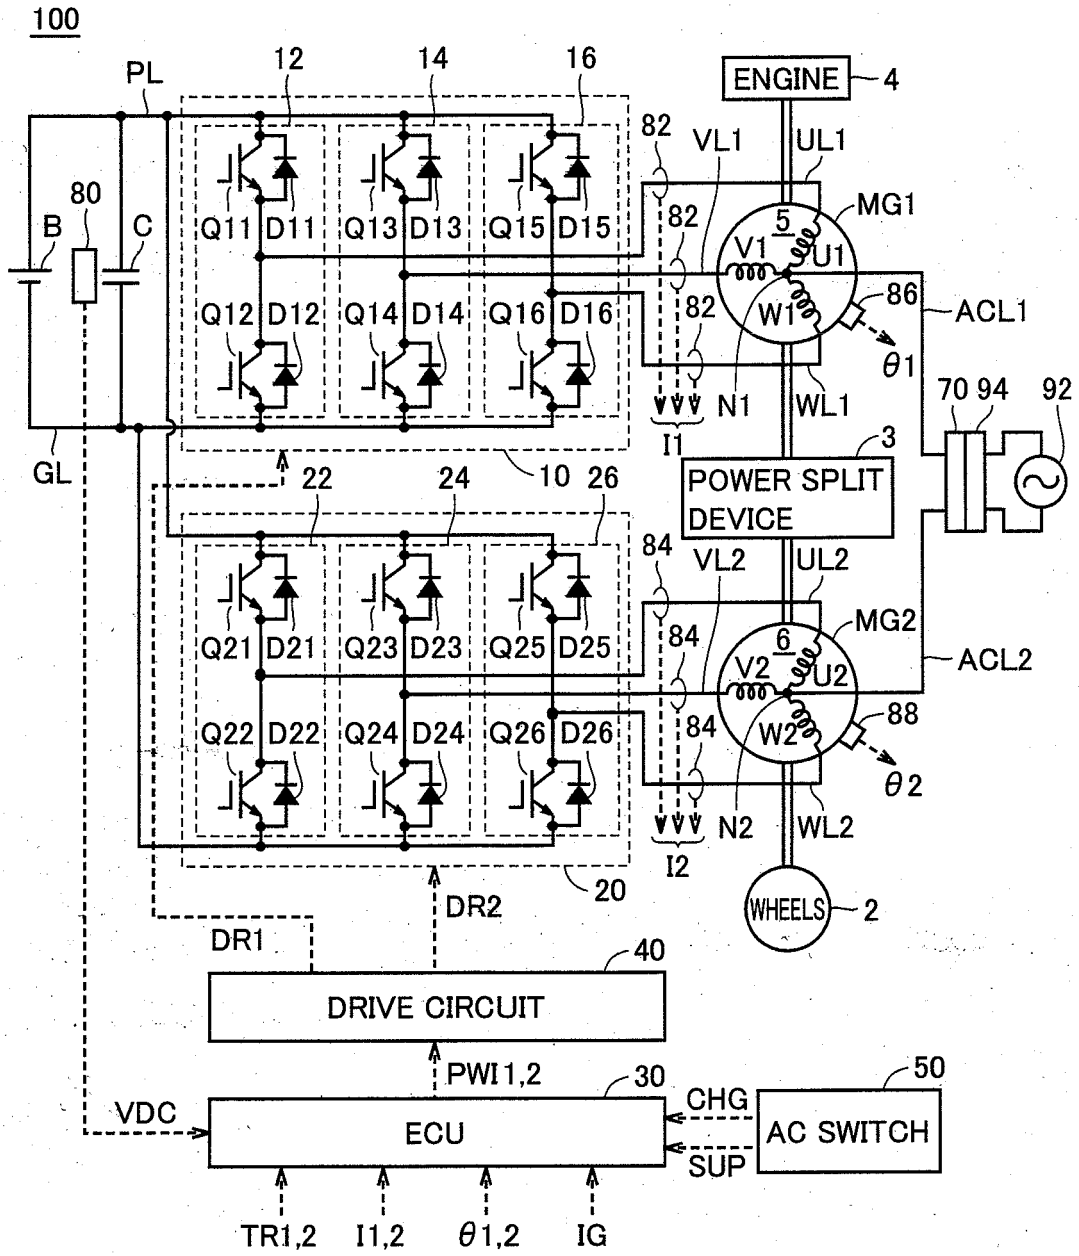 100
PL
12
14
16
ENGINE
4
82
VL1
UL1
B
80
C
Q11
D11
Q13
D13
Q15
D15
82
5
MG1
V1
U1
W1
86
ACL1
θ1
Q12
D12
Q14
D14
Q16
D16
82
N1
WL1
70
94
92
GL
I1
10
3
POWER SPLIT
DEVICE
22
24
26
84
VL2
UL2
Q21
D21
Q23
D23
Q25
D25
84
6
MG2
V2
U2
W2
ACL2
88
θ2
Q22
D22
Q24
D24
Q26
D26
84
N2
WL2
I2
20
WHEELS
2
DR1
DR2
40
DRIVE CIRCUIT
PWI1,2
30
50
VDC
ECU
CHG
SUP
AC SWITCH
TR1,2
I1,2
θ1,2
IG